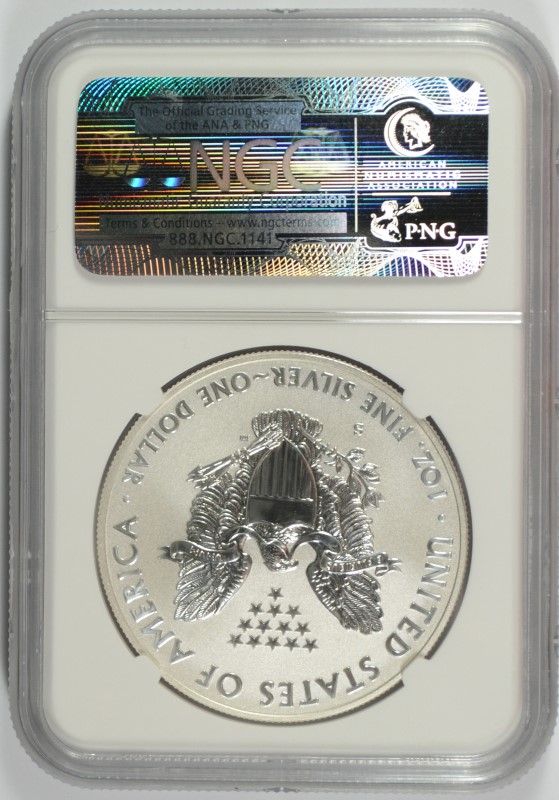 The Official Grading Service
of the ANA & PNG
NGC
Corporation
Terms & Conditions – www.ngcterms.com
888.NGC.1141
AMERICAN
NUMISMATIC
ASSOCIATION
PNG
UNITED STATES OF AMERICA
1 OZ. FINE SILVER~ONE DOLLAR
S